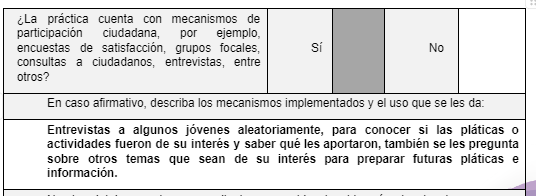 ¿La práctica cuenta con mecanismos de
participación ciudadana, por ejemplo,
encuestas de satisfacción, grupos focales,
consultas a ciudadanos, entrevistas, entre
otros?
Sí
No
En caso afirmativo, describa los mecanismos implementados y el uso que se les da:
Entrevistas a algunos jóvenes aleatoriamente, para conocer si las pláticas o
actividades fueron de su interés y saber qué les aportaron, también se les pregunta
sobre otros temas que sean de su interés para preparar futuras pláticas e
información.